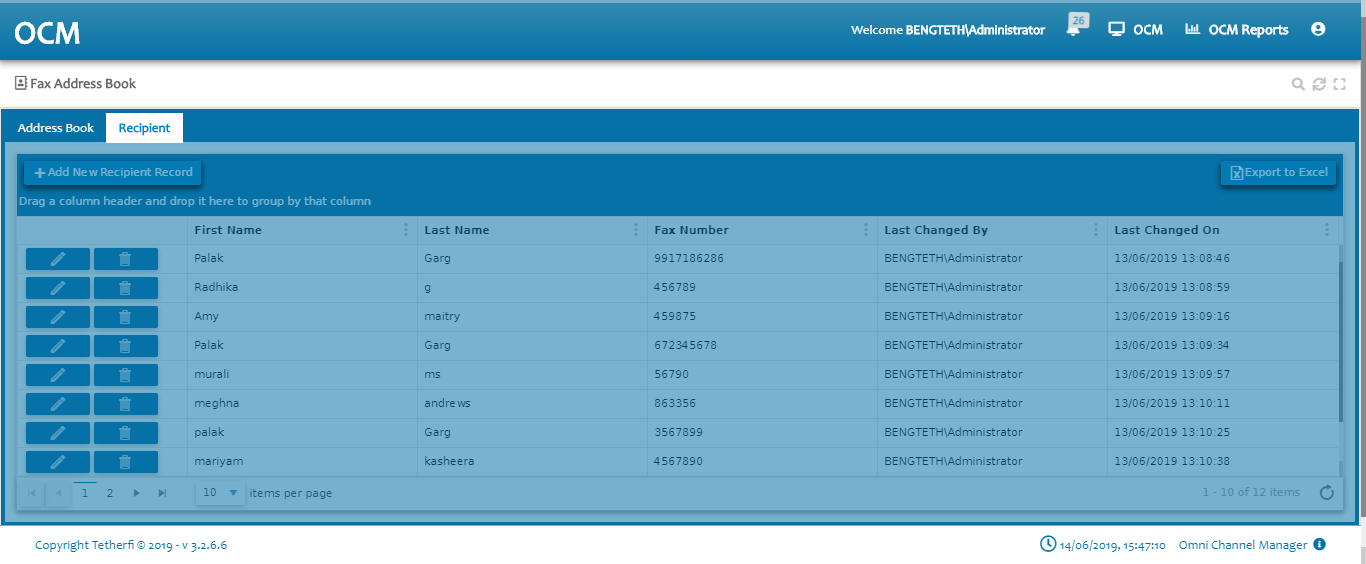 OCM
Welcome BENGTETH\Administrator
26
OCM
OCM Reports
Fax Address Book
Address Book
Recipient
Add New Recipient Record
Export to Excel
Drag a column header and drop it here to group by that column
First Name Last Name Fax Number Last Changed By Last Changed On
Palak Garg 9917186286 BENGTETH\Administrator 13/06/2019 13:08:46
Radhika g 456789 BENGTETH\Administrator 13/06/2019 13:08:59
Amy maitry 459875 BENGTETH\Administrator 13/06/2019 13:09:16
Palak Garg 672345678 BENGTETH\Administrator 13/06/2019 13:09:34
murali ms 56790 BENGTETH\Administrator 13/06/2019 13:09:57
meghna andrews 863356 BENGTETH\Administrator 13/06/2019 13:10:11
palak Garg 3567899 BENGTETH\Administrator 13/06/2019 13:10:25
mariyam kasheera 4567890 BENGTETH\Administrator 13/06/2019 13:10:38
1 2 10 items per page 1 - 10 of 12 items
Copyright Tetherfi © 2019 - v 3.2.6.6
14/06/2019, 15:47:10 Omni Channel Manager